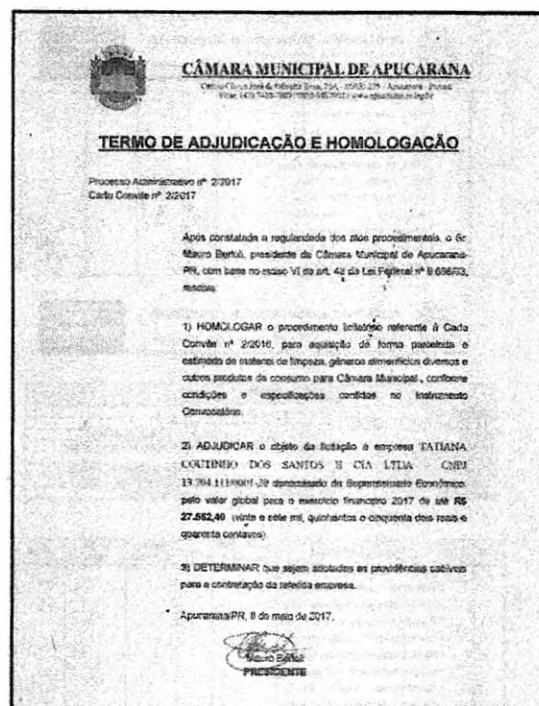 CÂMARA MUNICIPAL DE APUCARANA
TERMO DE ADJUDICAÇÃO E HOMOLOGAÇÃO
Processo Administrativo nº 2/2017
Carta Convite nº 2/2017
Após constatada a regularidade dos atos procedimentais, o Sr.
Mauro Bertoli, presidente da Câmara Municipal de Apucarana-
PR, com base no inciso VI do art. 43 da Lei Federal nº 8.666/93,
resolve:
1) HOMOLOGAR o procedimento licitatório referente à Carta
Convite nº 2/2016, para aquisição de forma parcelada e
estimada de material de limpeza, gêneros alimentícios diversos e
outros produtos de consumo para Câmara Municipal, conforme
condições e especificações contidas no Instrumento
Convocatório.
2) ADJUDICAR o objeto da licitação à empresa TATIANA
COUTINHO DOS SANTOS E CIA LTDA - CNPJ
denominada de Supermercado Econômico,
pelo valor global para o exercício financeiro 2017 de até R$
27.552,40 (vinte e sete mil, quinhentos e cinquenta dois reais e
quarenta centavos)
3) DETERMINAR que sejam adotadas as providências cabíveis
para a contratação da referida empresa.
Apucarana/PR, 8 de maio de 2017.
Mauro Bertoli
PRESIDENTE